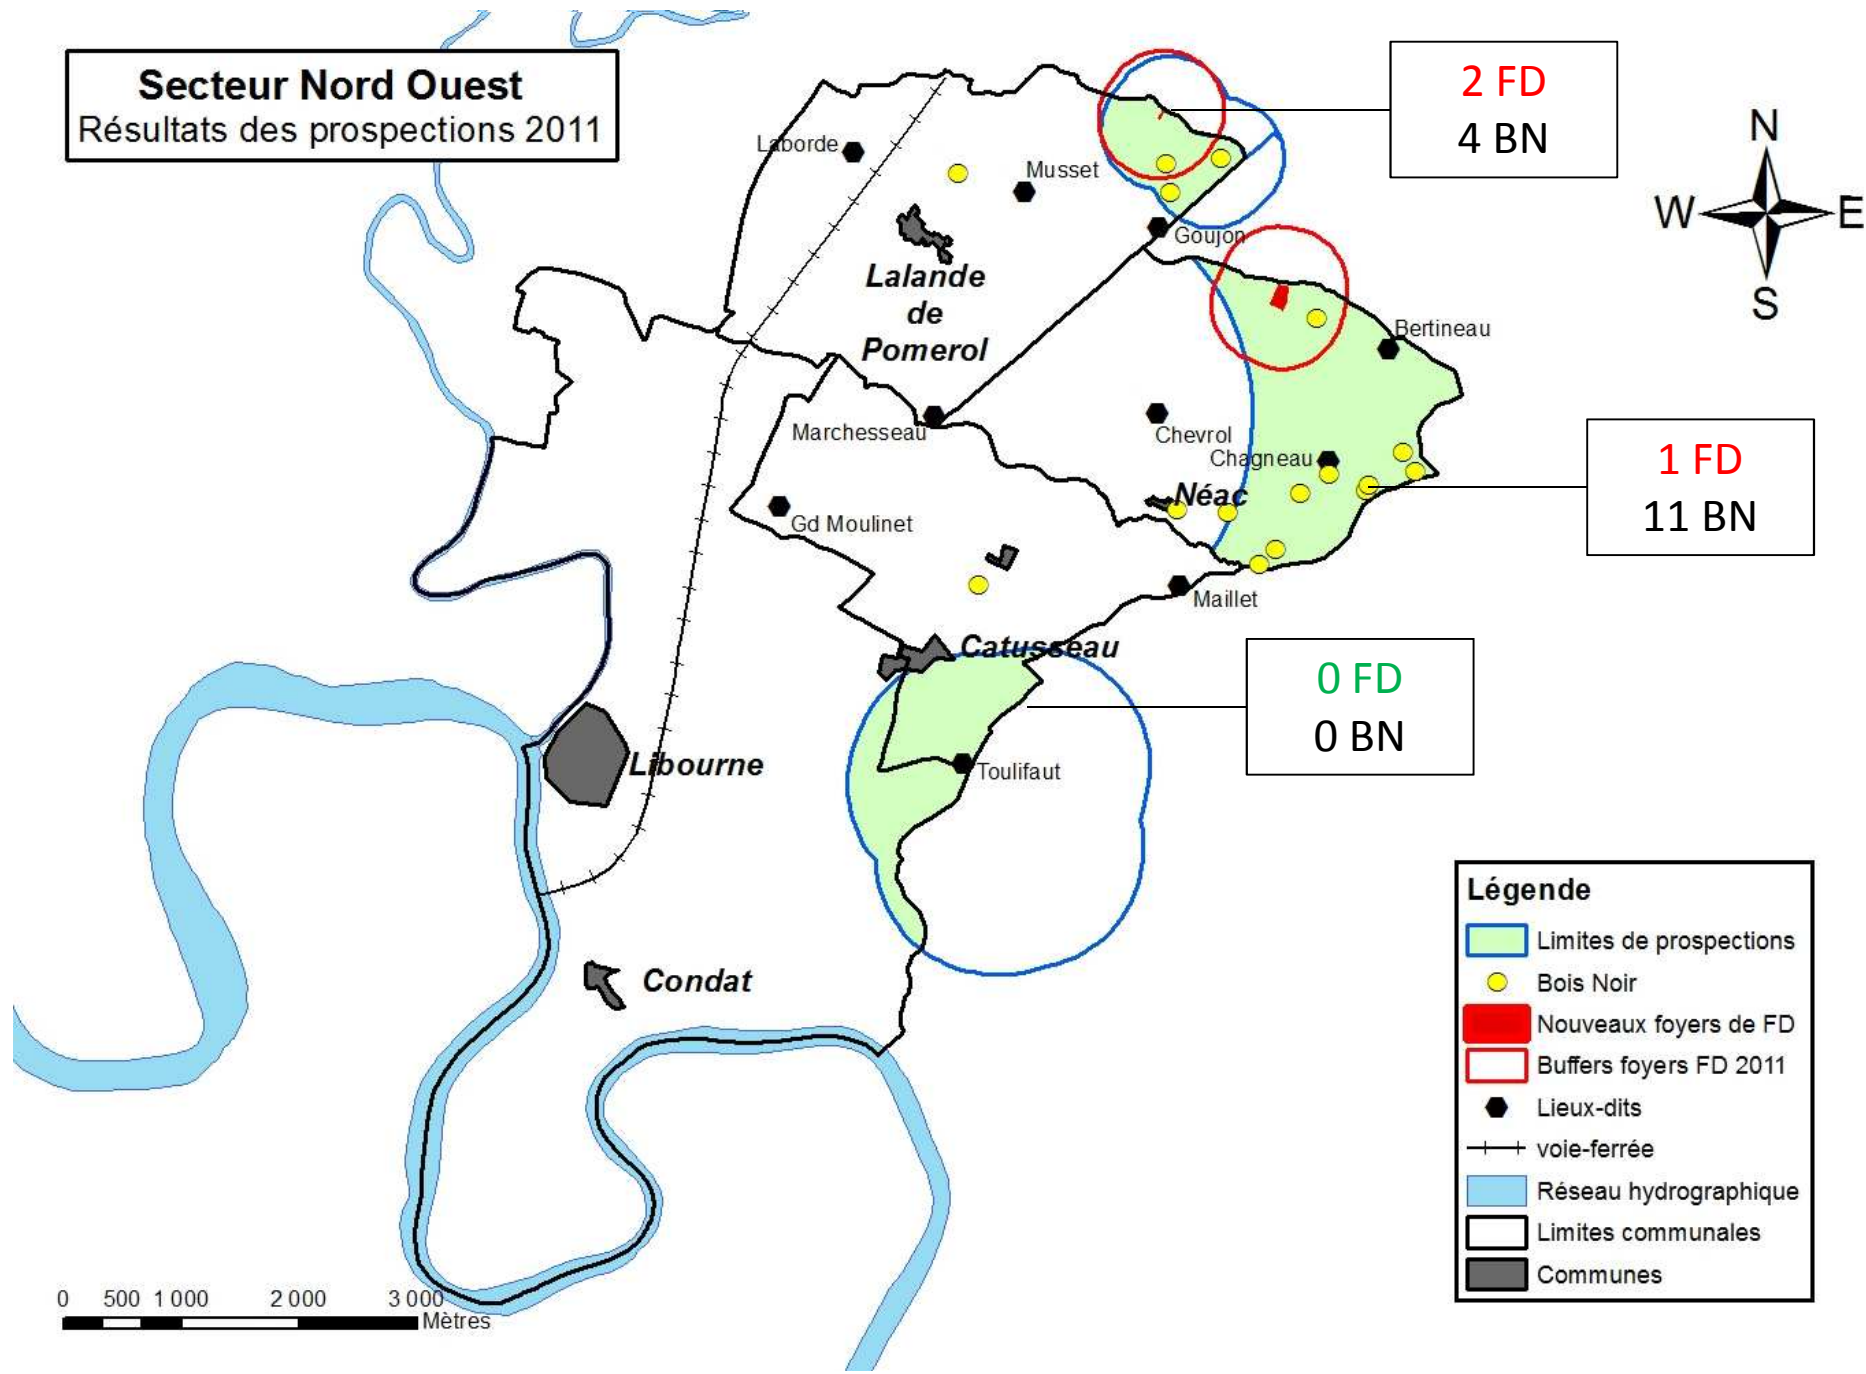 Secteur Nord Ouest
Résultats des prospections 2011
2 FD
4 BN
N
W
E
S
Laborde
Musset
Goujon
Lalande
de
Pomerol
Bertineau
Marchesseau
Chevrol
Chagneau
1 FD
11 BN
Néac
Gd Moulinet
Maillet
Catusseau
0 FD
0 BN
Libourne
Toulifaut
Condat
Légende
Limites de prospections
Bois Noir
Nouveaux foyers de FD
Buffers foyers FD 2011
Lieux-dits
voie-ferrée
Réseau hydrographique
Limites communales
Communes
0 500 1 000 2 000 3 000
Mètres